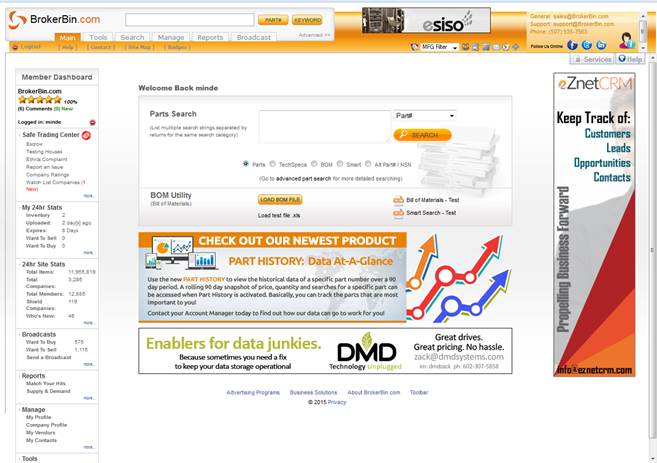 BrokerBin.com
PART#
KEYWORD
Advanced >>
esiso
General: sales@BrokerBin.com
Support: support@BrokerBin.com
Phone: (507) 535-7563
Follow Us Online
Main
Tools
Search
Manage
Reports
Broadcast
Logout
| Help |
| Contact |
| Site Map |
| Badges |
MFG Filter
Services
Help
Member Dashboard
BrokerBin.com
100%
(6) Comments (0) New
Logged in: minde
Safe Trading Center
Escrow
Testing Houses
Ethics Complaint
Report an Issue
Company Ratings
Watch List Companies (1 New)
more..
My 24hr Stats
Inventory 2
Uploaded: 2 day(s) ago
Expires: 8 Days
Want To Sell 0
Want To Buy 0
more..
24hr Site Stats
Total Items: 11,955,818
Total Companies: 3,285
Total Members: 12,885
Shield Companies: 119
Who's New: 46
more..
Broadcasts
Want To Buy 575
Want To Sell 1,115
Send a Broadcast
more..
Reports
Match Your Hits
Supply & Demand
more..
Manage
My Profile
Company Profile
My Vendors
My Contacts
more..
Tools
Welcome Back minde
Parts Search
(List multiple search strings separated by returns for the same search category)
Part#
SEARCH
Parts
TechSpecs
BOM
Smart
Alt Part# / NSN
(Go to advanced part search for more detailed searching)
BOM Utility
(Bill of Materials)
LOAD BOM FILE
Load test file .xls
Bill of Materials - Test
Smart Search - Test
CHECK OUT OUR NEWEST PRODUCT
PART HISTORY: Data At-A-Glance
Use the new PART HISTORY to view the historical data of a specific part number over a 90
day period. A rolling 90 day snapshot of price, quantity and searches for a specific part can
be accessed when Part History is activated. Basically, you can track the parts that are most
important to you!
Contact your Account Manager today to find out how our data can go to work for you!
Enablers for data junkies.
Because sometimes you need a fix
to keep your data storage operational
DMD
Technology Unplugged
Great drives.
Great pricing. No hassle.
zack@dmdsystems.com
im: dmdzack ph: 602-307-5858
Advertising Programs
Business Solutions
About BrokerBin.com
Toolbar
© 2015 Privacy
eZnetCRM
Keep Track of:
Customers
Leads
Opportunities
Contacts
Propelling Business Forward
info@eznetcrm.com